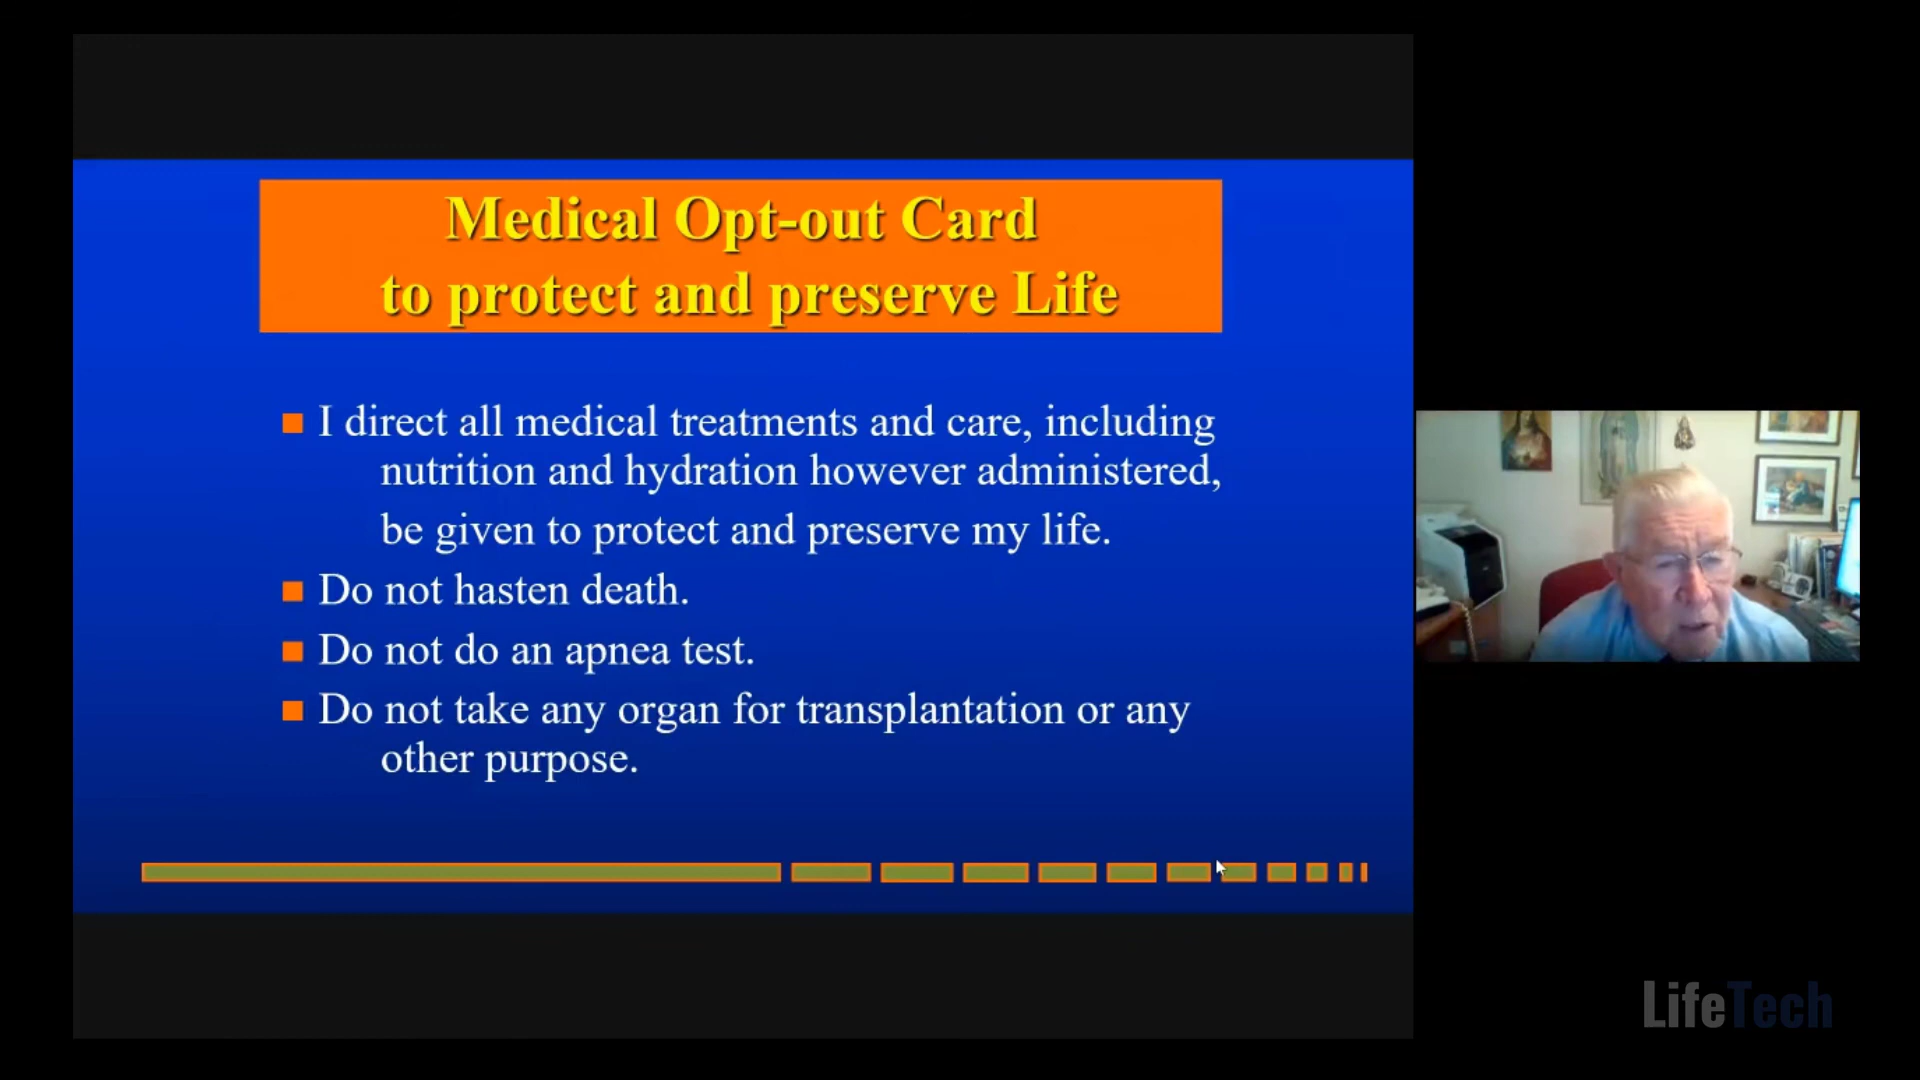 Medical Opt-out Card
to protect and preserve Life
I direct all medical treatments and care, including
nutrition and hydration however administered,
be given to protect and preserve my life.
Do not hasten death.
Do not do an apnea test.
Do not take any organ for transplantation or any
other purpose.
LifeTech